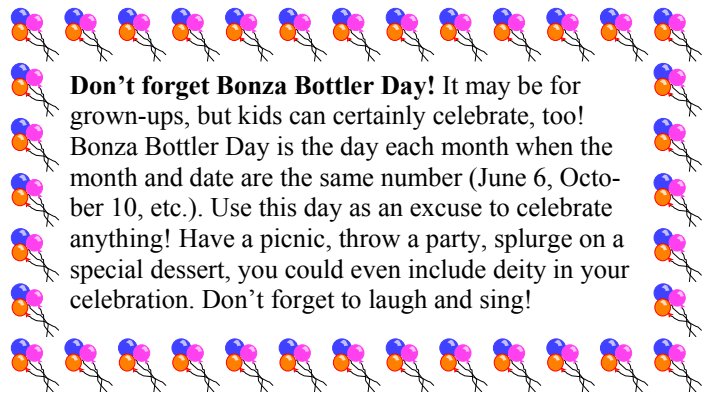 Don’t forget Bonza Bottler Day! It may be for
grown-ups, but kids can certainly celebrate, too!
Bonza Bottler Day is the day each month when the
month and date are the same number (June 6, Octo-
ber 10, etc.). Use this day as an excuse to celebrate
anything! Have a picnic, throw a party, splurge on a
special dessert, you could even include deity in your
celebration. Don’t forget to laugh and sing!